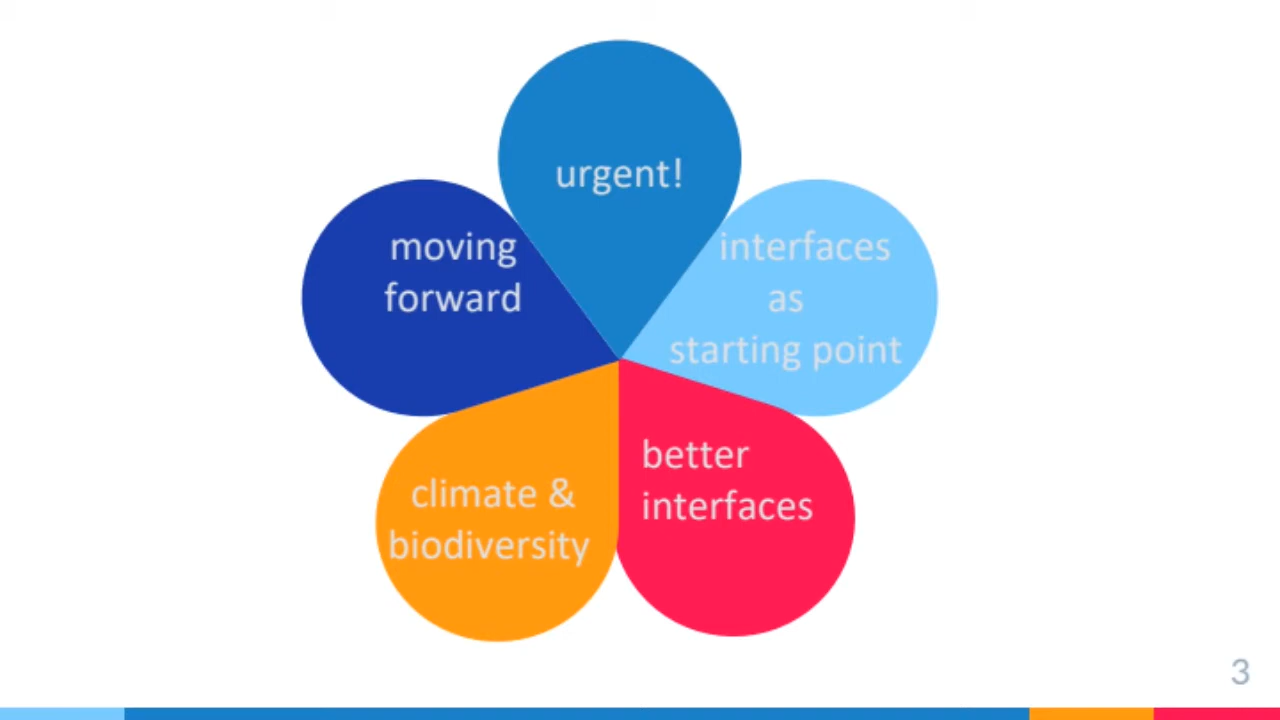 urgent!
interfaces
as
starting point
better
interfaces
climate &
biodiversity
moving
forward
3